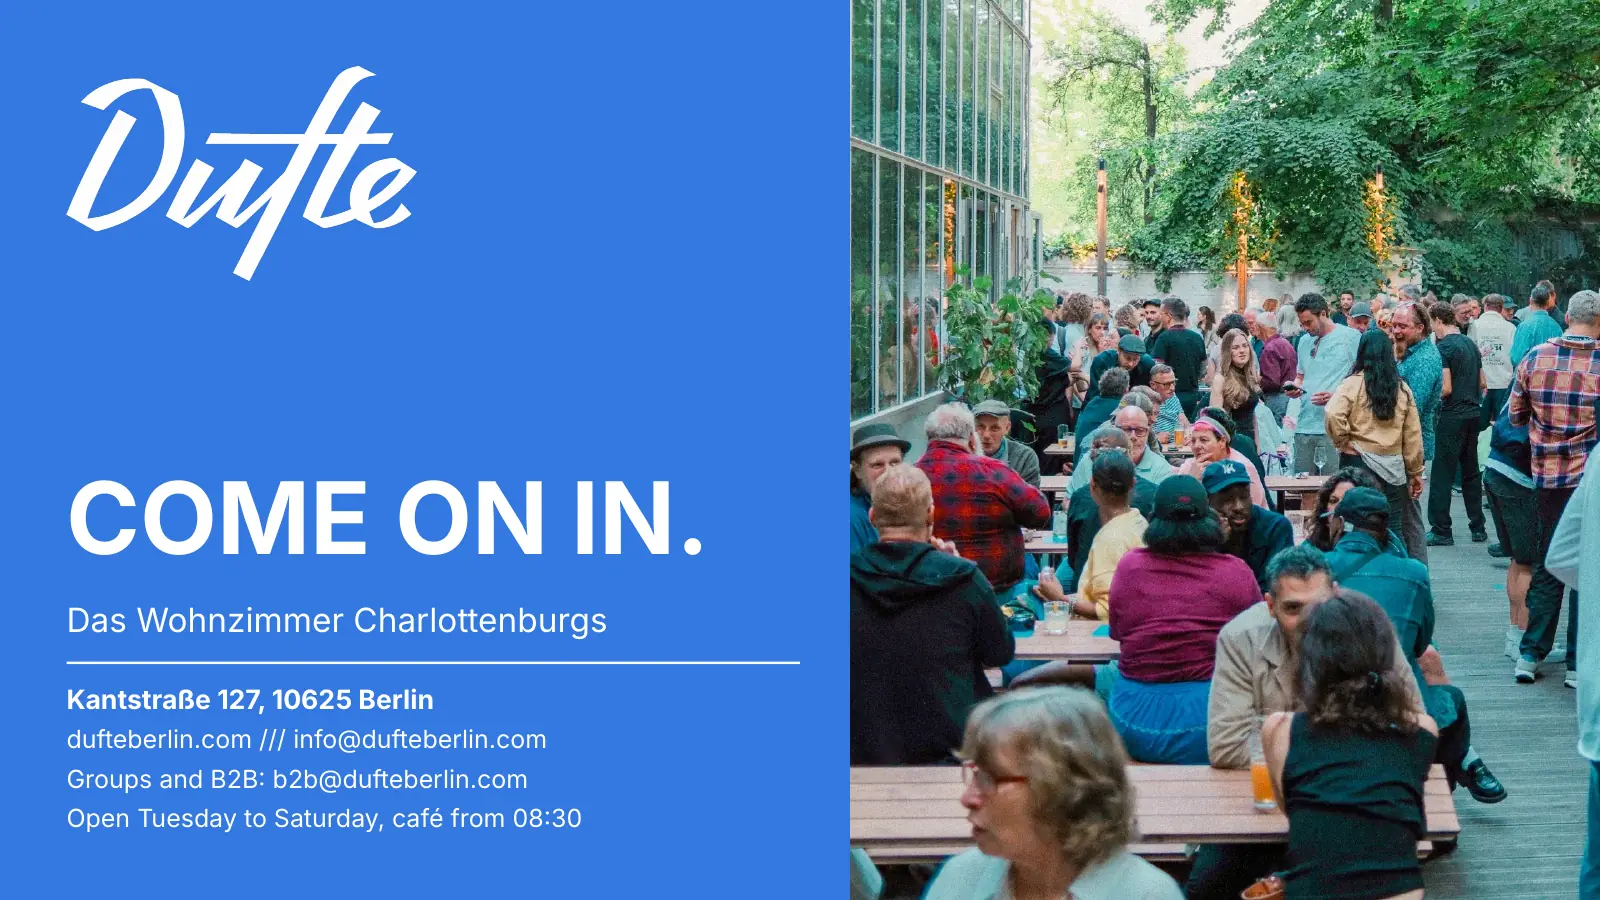 Dufte
COME ON IN.
Das Wohnzimmer Charlottenburgs
Kantstraße 127, 10625 Berlin
dufteberlin.com /// info@dufteberlin.com
Groups and B2B: b2b@dufteberlin.com
Open Tuesday to Saturday, café from 08:30